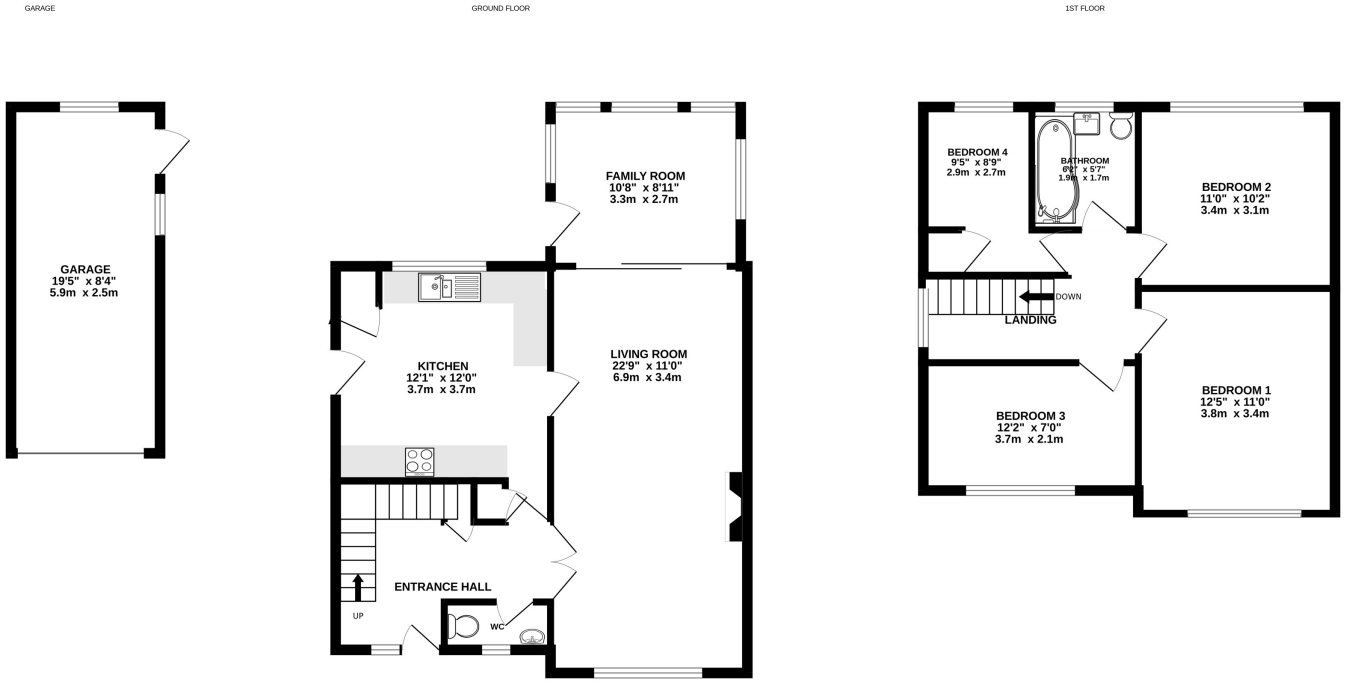 GARAGE
GROUND FLOOR
1ST FLOOR
GARAGE
19'5" x 8'4"
5.9m x 2.5m
FAMILY ROOM
10'8" x 8'11"
3.3m x 2.7m
KITCHEN
12'1" x 12'0"
3.7m x 3.7m
LIVING ROOM
22'9" x 11'0"
6.9m x 3.4m
ENTRANCE HALL
UP
WC
BEDROOM 4
9'5" x 8'9"
2.9m x 2.7m
BATHROOM
6'2" x 5'7"
1.9m x 1.7m
BEDROOM 2
11'0" x 10'2"
3.4m x 3.1m
DOWN
LANDING
BEDROOM 3
12'2" x 7'0"
3.7m x 2.1m
BEDROOM 1
12'5" x 11'0"
3.8m x 3.4m